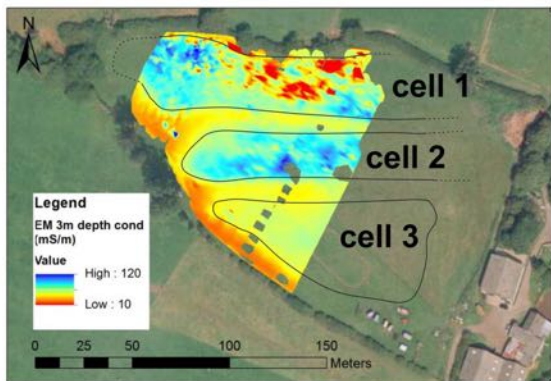 N
cell 1
cell 2
cell 3
Legend
EM 3m depth cond
(mS/m)
Value
High : 120
Low : 10
0 50 100 150
Meters